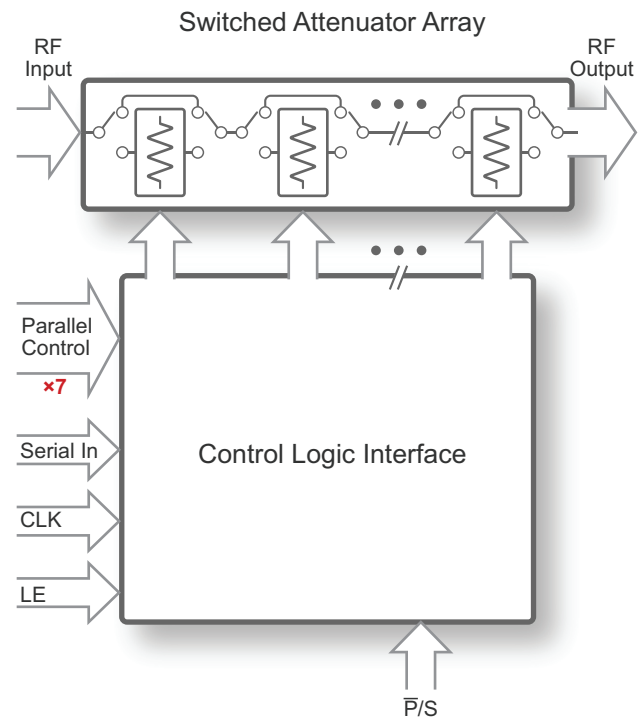 Switched Attenuator Array
RF
Input
RF
Output
Parallel
Control
×7
Serial In
Control Logic Interface
CLK
LE
P̅/S